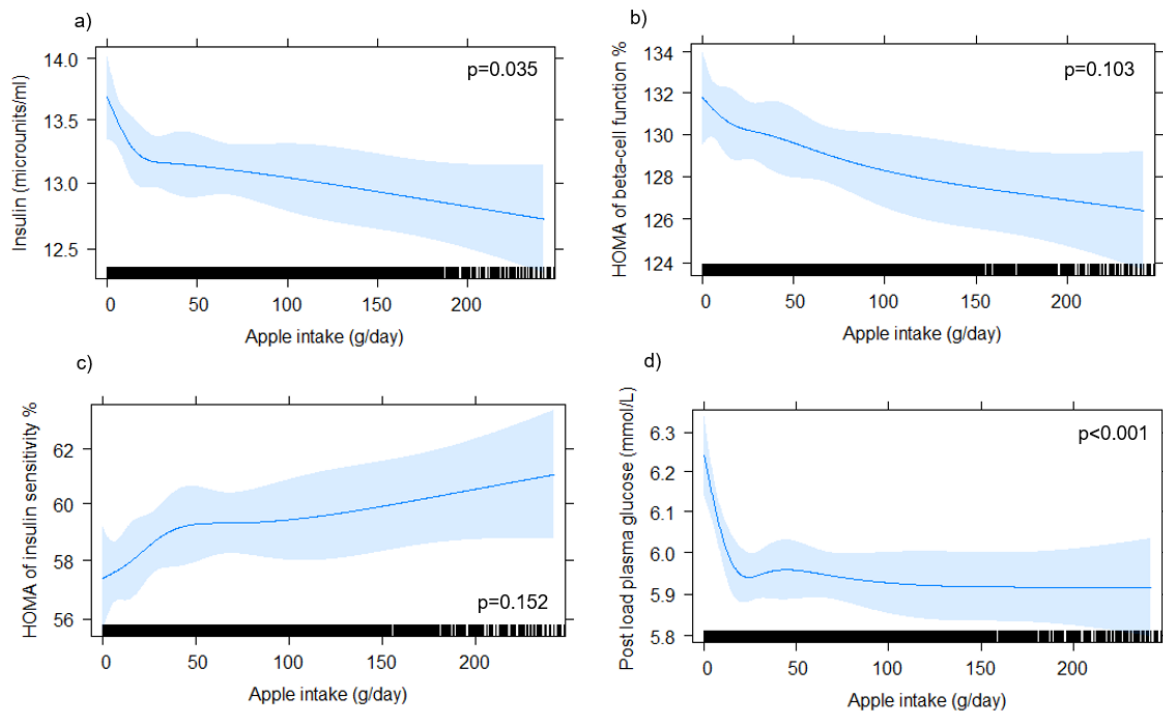 a)
Insulin (microunits/ml)
14.0
13.5
13.0
12.5
p=0.035
0 50 100 150 200
Apple intake (g/day)
b)
HOMA of beta-cell function %
134
132
130
128
126
124
p=0.103
0 50 100 150 200
Apple intake (g/day)
c)
HOMA of insulin sensitivity %
62
60
58
56
p=0.152
0 50 100 150 200
Apple intake (g/day)
d)
Post load plasma glucose (mmol/L)
6.3
6.2
6.1
6.0
5.9
5.8
p<0.001
0 50 100 150 200
Apple intake (g/day)